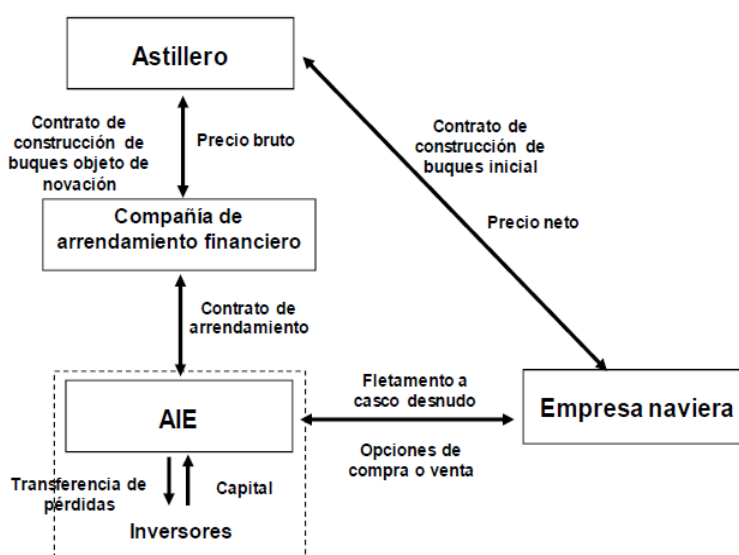 Astillero
Contrato de
construcción de
buques objeto de
novación
Precio bruto
Contrato de
construcción de
buques inicial
Precio neto
Compañía de
arrendamiento financiero
Contrato de
arrendamiento
AIE
Fletamento a
casco desnudo
Opciones de
compra o venta
Empresa naviera
Transferencia de
pérdidas
Capital
Inversores